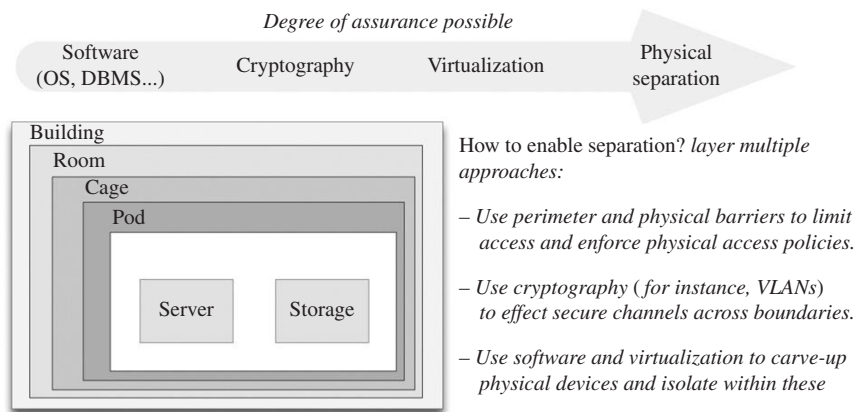 Degree of assurance possible
Software
(OS, DBMS...)
Cryptography
Virtualization
Physical
separation
Building
Room
Cage
Pod
Server
Storage
How to enable separation? layer multiple
approaches:
– Use perimeter and physical barriers to limit
access and enforce physical access policies.
– Use cryptography (for instance, VLANs)
to effect secure channels across boundaries.
– Use software and virtualization to carve-up
physical devices and isolate within these